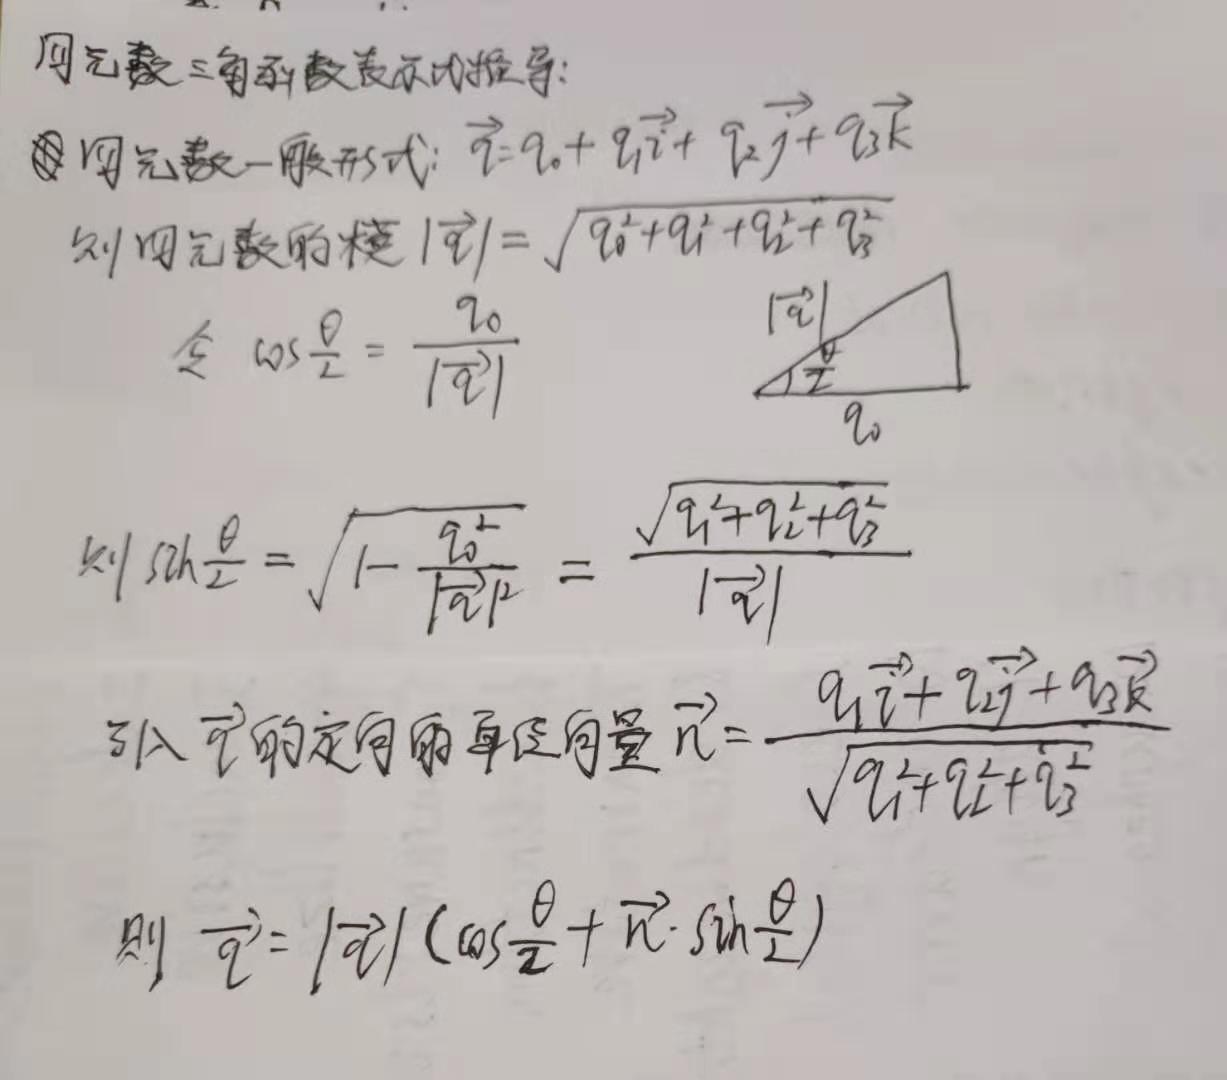 四元数三角函数表示的推导:
四元数一般形式: $\vec{q} = q_0 + q_1\vec{i} + q_2\vec{j} + q_3\vec{k}$
则四元数的模 $|\vec{q}| = \sqrt{q_0^2 + q_1^2 + q_2^2 + q_3^2}$
令 $\cos\frac{\theta}{2} = \frac{q_0}{|\vec{q}|}$
$|\vec{q}|$
$\frac{\theta}{2}$
$q_0$
则 $\sin\frac{\theta}{2} = \sqrt{1 - \frac{q_0^2}{|\vec{q}|^2}} = \frac{\sqrt{q_1^2 + q_2^2 + q_3^2}}{|\vec{q}|}$
引入 $\vec{q}$ 的定向的单位向量 $\vec{n} = \frac{q_1\vec{i} + q_2\vec{j} + q_3\vec{k}}{\sqrt{q_1^2 + q_2^2 + q_3^2}}$
则 $\vec{q} = |\vec{q}|(\cos\frac{\theta}{2} + \vec{n} \cdot \sin\frac{\theta}{2})$